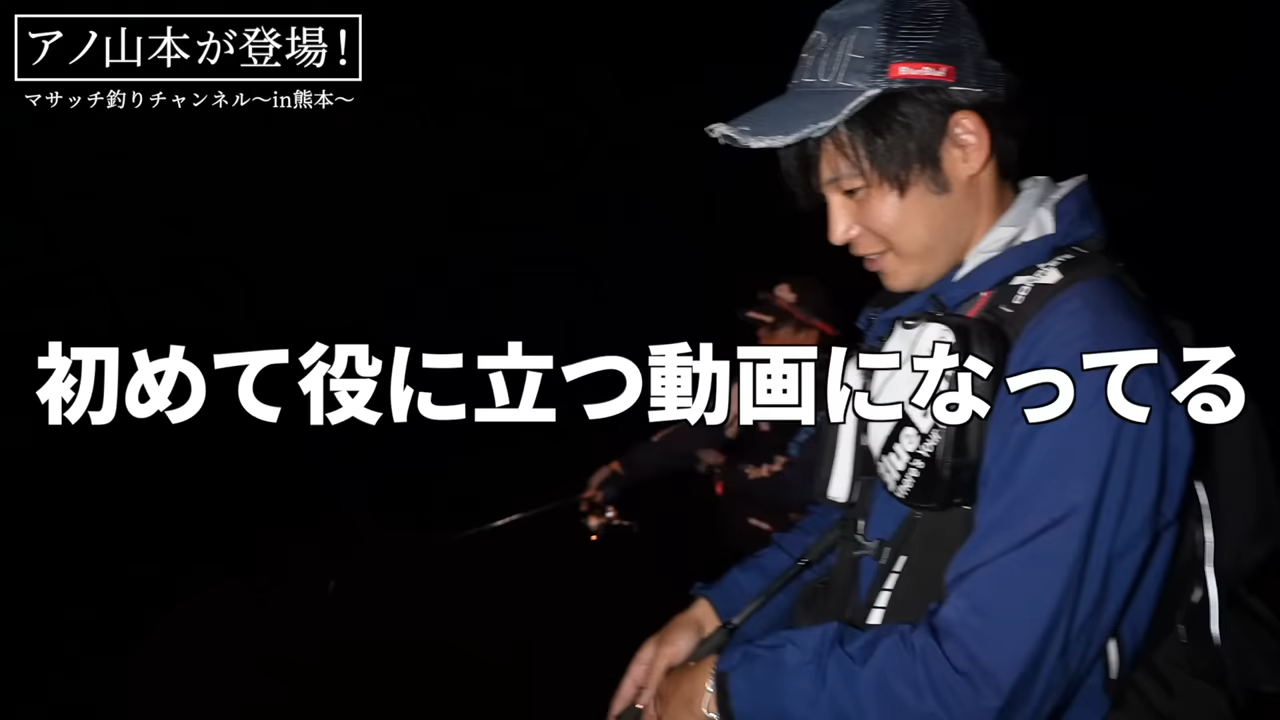 アノ山本が登場!
マサッチ釣りチャンネル〜in熊本〜
BlueBlue
初めて役に立つ動画になってる